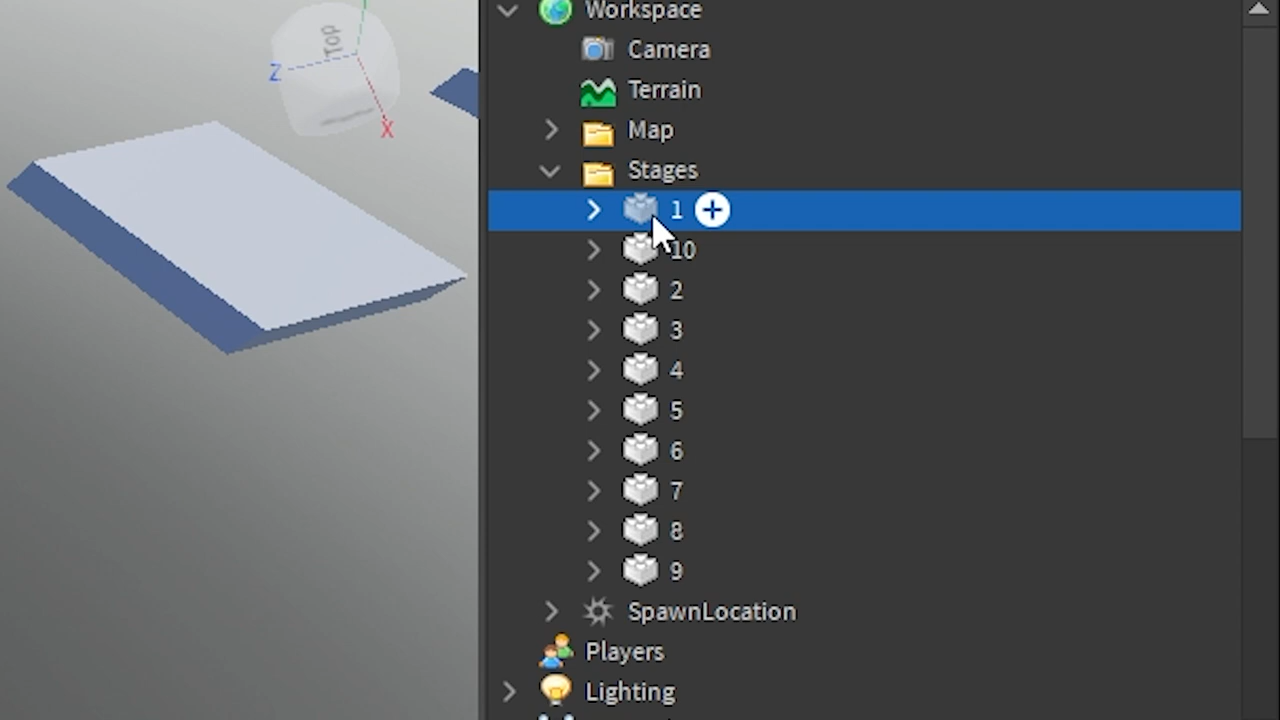 Top
Z
X
Workspace
Camera
Terrain
Map
Stages
1
10
2
3
4
5
6
7
8
9
SpawnLocation
Players
Lighting